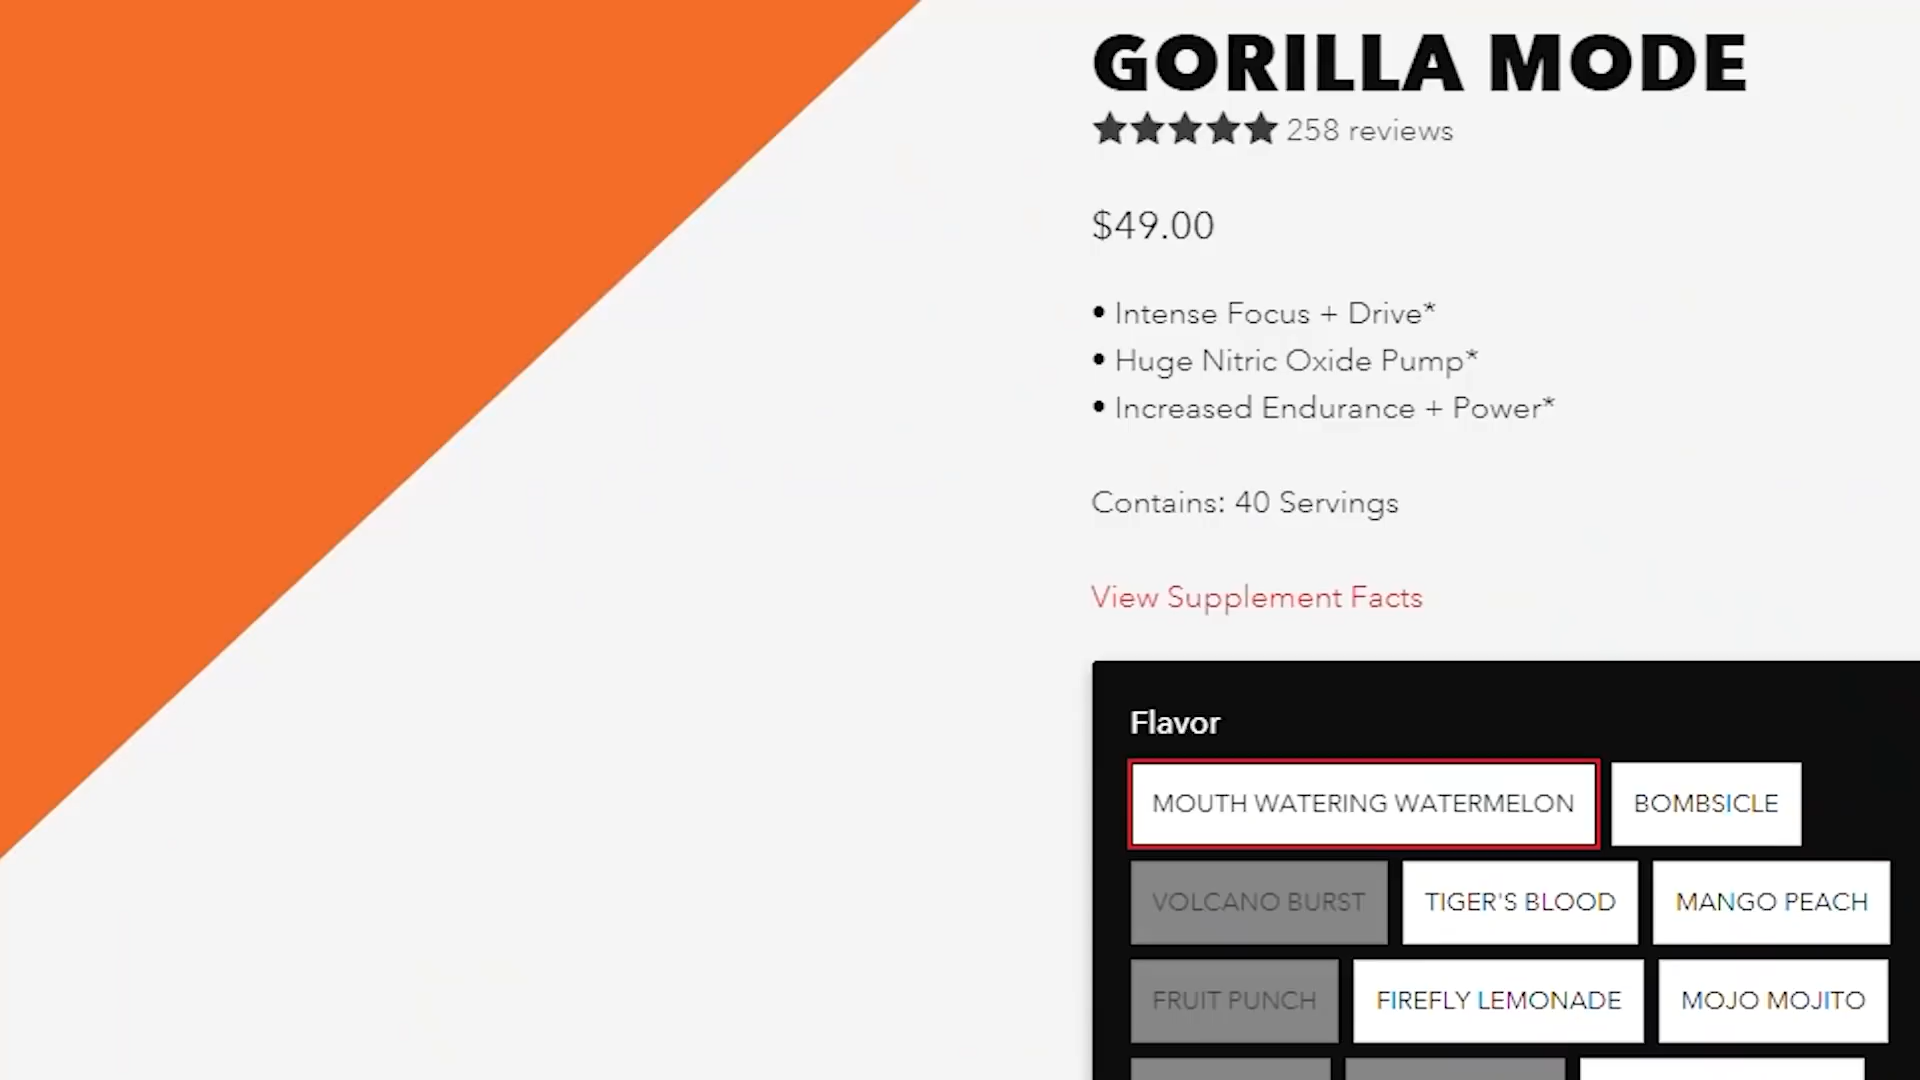 GORILLA MODE
★★★★★ 258 reviews
$49.00
• Intense Focus + Drive*
• Huge Nitric Oxide Pump*
• Increased Endurance + Power*
Contains: 40 Servings
View Supplement Facts
Flavor
MOUTH WATERING WATERMELON BOMBSICLE
VOLCANO BURST TIGER'S BLOOD MANGO PEACH
FRUIT PUNCH FIREFLY LEMONADE MOJO MOJITO